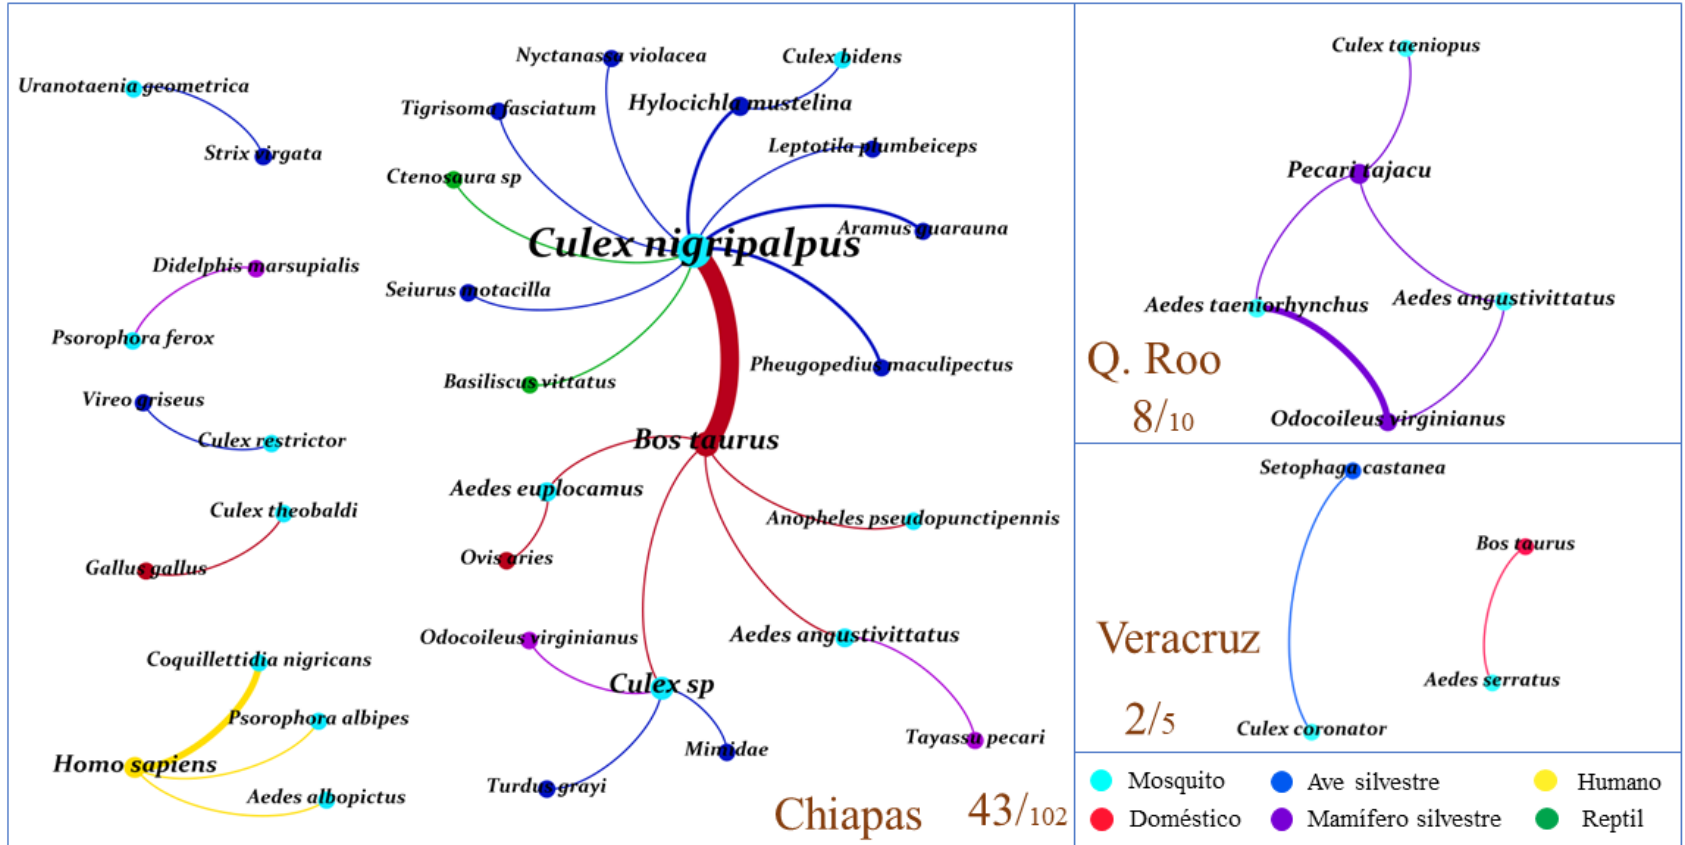 Uranotaenia geometrica
Strix virgata
Didelphis marsupialis
Psorophora ferox
Vireo griseus
Culex restrictor
Culex theobaldi
Gallus gallus
Coquillettidia nigricans
Psorophora albipes
Homo sapiens
Aedes albopictus
Nyctanassa violacea
Culex bidens
Tigrisoma fasciatum
Hylocichla mustelina
Leptotila plumbeiceps
Ctenosaura sp
Aramus guarauna
Culex nigripalpus
Seiurus motacilla
Pheugopedius maculipectus
Basiliscus vittatus
Bos taurus
Aedes euplocamus
Anopheles pseudopunctipennis
Ovis aries
Odocoileus virginianus
Aedes angustivittatus
Culex sp
Mimidae
Tayassu pecari
Turdus grayi
Chiapas 43/102
Culex taeniopus
Pecari tajacu
Aedes taeniorhynchus
Aedes angustivittatus
Q. Roo
8/10
Odocoileus virginianus
Setophaga castanea
Bos taurus
Veracruz
Aedes serratus
2/5
Culex coronator
Mosquito
Ave silvestre
Humano
Doméstico
Mamífero silvestre
Reptil